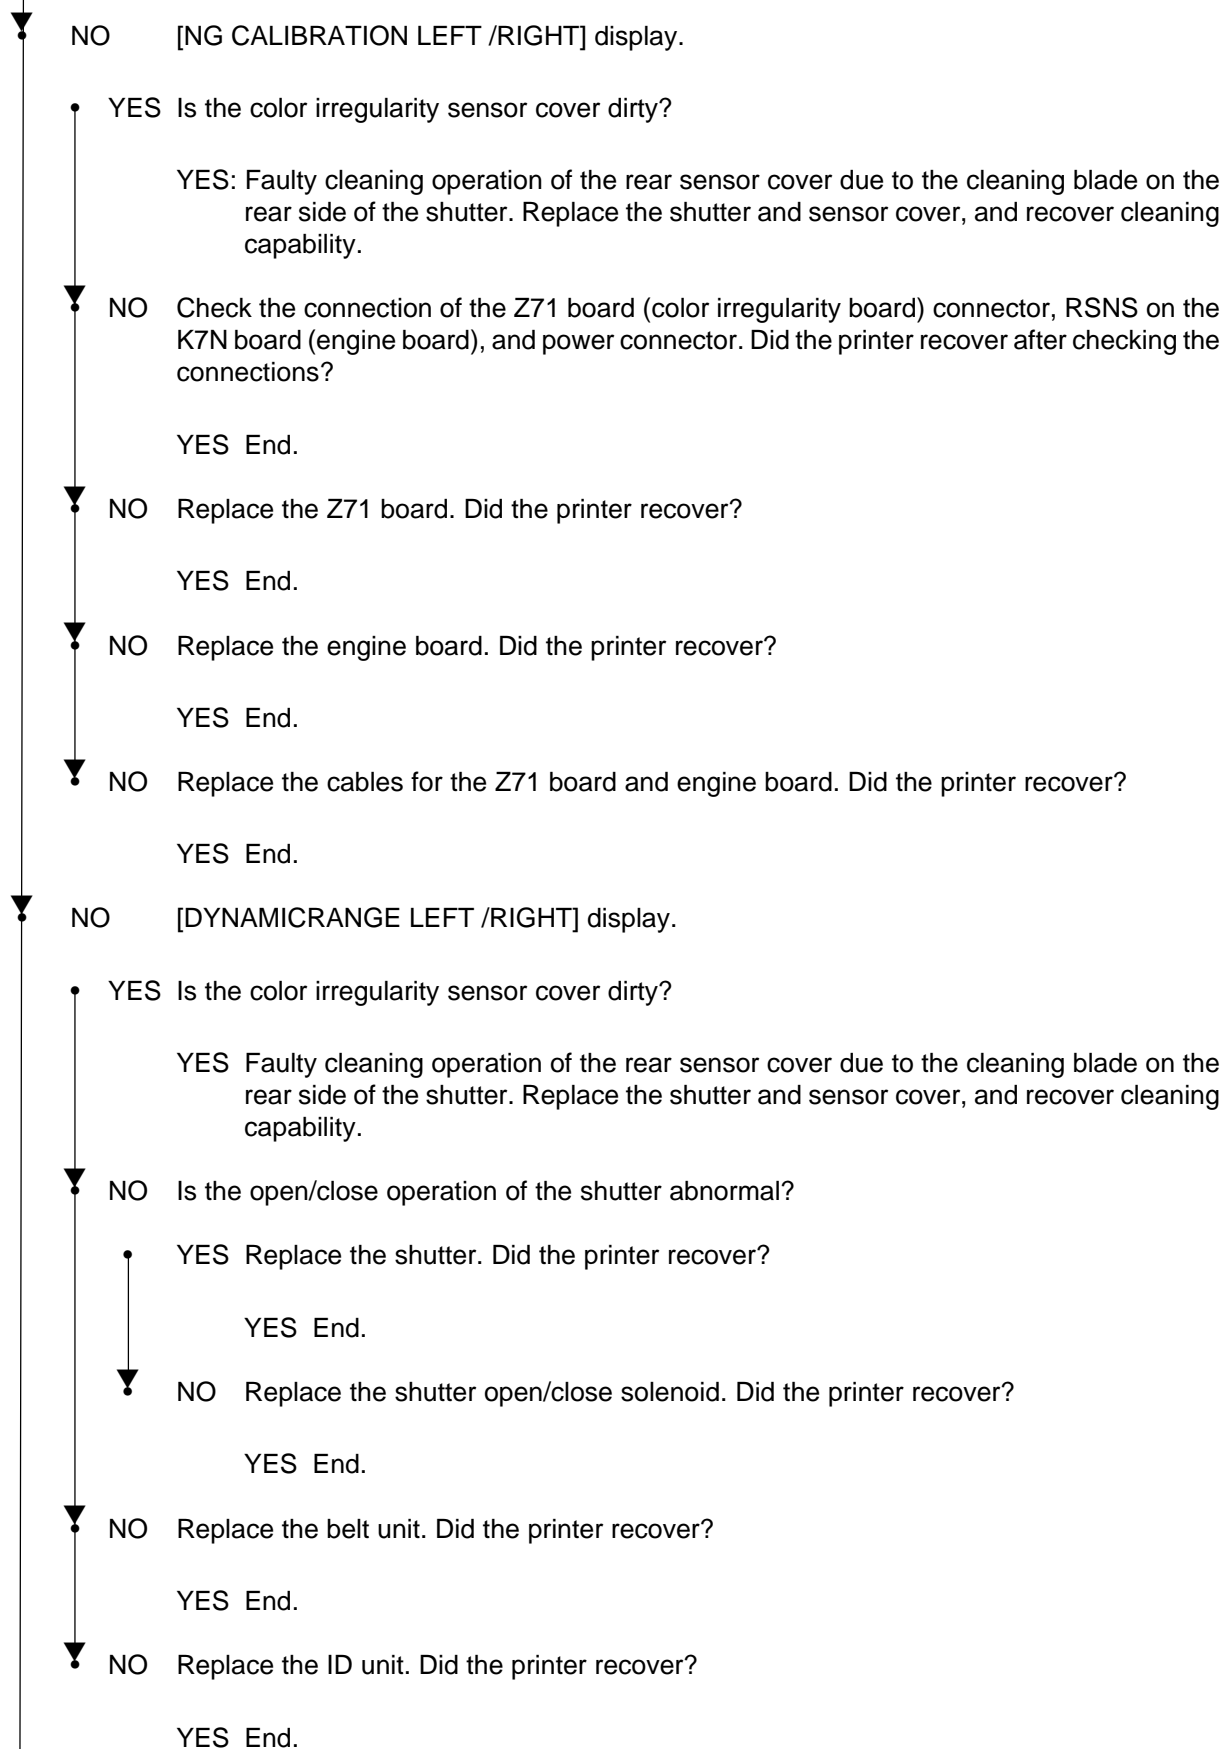 NO [NG CALIBRATION LEFT /RIGHT] display.
YES Is the color irregularity sensor cover dirty?
YES: Faulty cleaning operation of the rear sensor cover due to the cleaning blade on the
rear side of the shutter. Replace the shutter and sensor cover, and recover cleaning
capability.
NO Check the connection of the Z71 board (color irregularity board) connector, RSNS on the
K7N board (engine board), and power connector. Did the printer recover after checking the
connections?
YES End.
NO Replace the Z71 board. Did the printer recover?
YES End.
NO Replace the engine board. Did the printer recover?
YES End.
NO Replace the cables for the Z71 board and engine board. Did the printer recover?
YES End.
NO [DYNAMICRANGE LEFT /RIGHT] display.
YES Is the color irregularity sensor cover dirty?
YES Faulty cleaning operation of the rear sensor cover due to the cleaning blade on the
rear side of the shutter. Replace the shutter and sensor cover, and recover cleaning
capability.
NO Is the open/close operation of the shutter abnormal?
YES Replace the shutter. Did the printer recover?
YES End.
NO Replace the shutter open/close solenoid. Did the printer recover?
YES End.
NO Replace the belt unit. Did the printer recover?
YES End.
NO Replace the ID unit. Did the printer recover?
YES End.